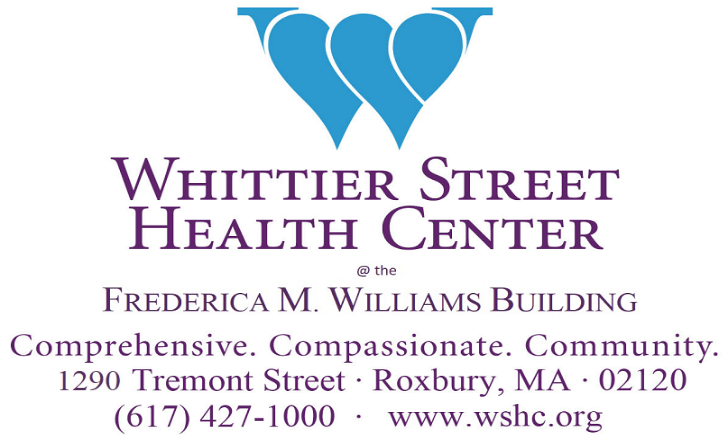 WHITTIER STREET
HEALTH CENTER
@ the
FREDERICA M. WILLIAMS BUILDING
Comprehensive. Compassionate. Community.
1290 Tremont Street · Roxbury, MA · 02120
(617) 427-1000 · www.wshc.org